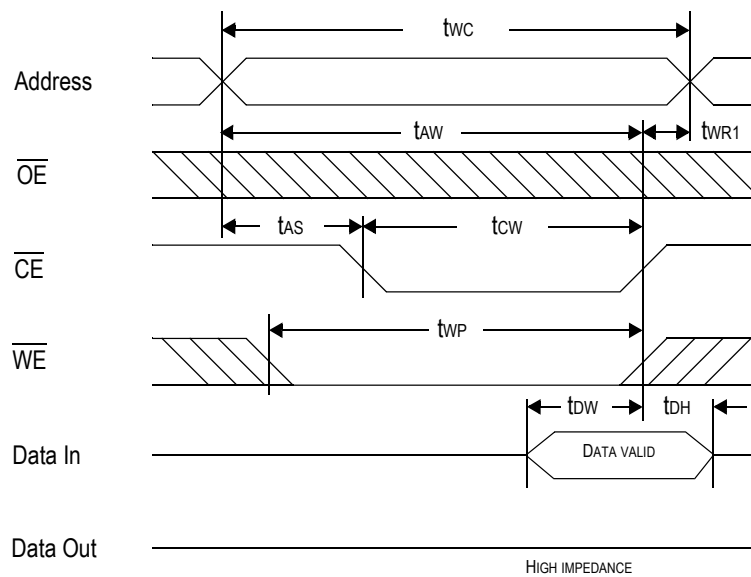 tWC
Address
tAW
tWR1
OE
tAS
tCW
CE
tWP
WE
tDW
tDH
Data In
DATA VALID
Data Out
HIGH IMPEDANCE